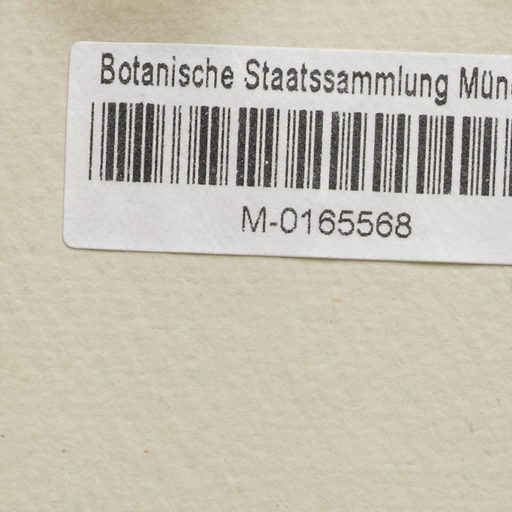 Botanische Staatssammlung Mün
M-0165568